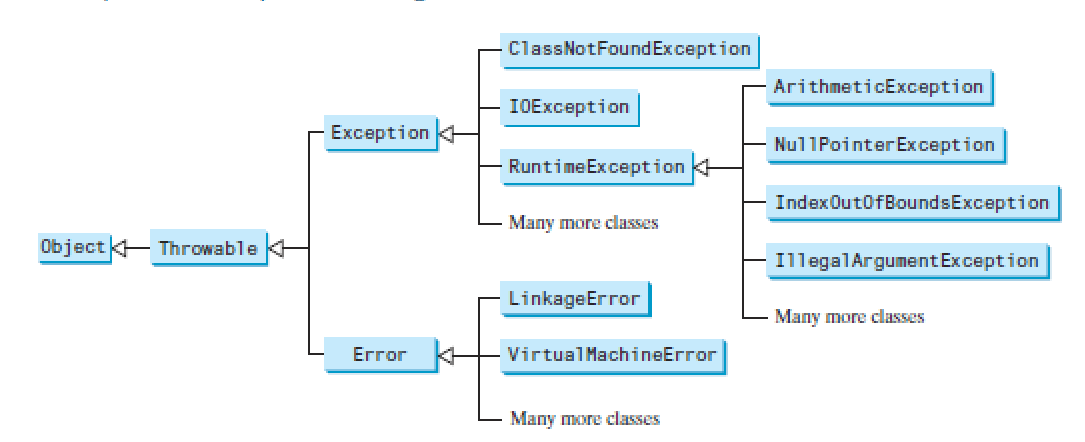 ClassNotFoundException
ArithmeticException
IOException
Exception
NullPointerException
RuntimeException
IndexOutOfBoundsException
Many more classes
Object
Throwable
IllegalArgumentException
LinkageError
Many more classes
Error
VirtualMachineError
Many more classes